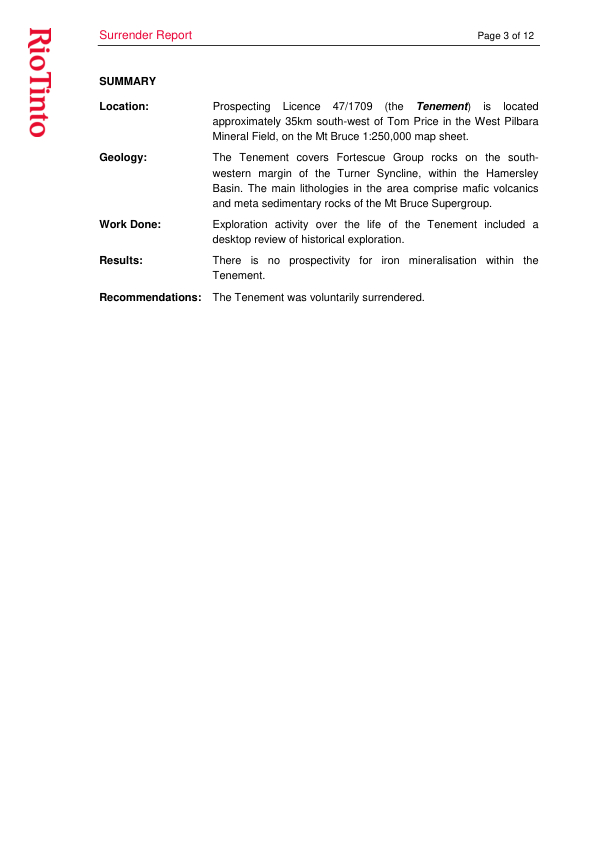 RioTinto
Surrender Report
Page 3 of 12
SUMMARY
Location:
Prospecting Licence 47/1709 (the Tenement) is located
approximately 35km south-west of Tom Price in the West Pilbara
Mineral Field, on the Mt Bruce 1:250,000 map sheet.
Geology:
The Tenement covers Fortescue Group rocks on the south-
western margin of the Turner Syncline, within the Hamersley
Basin. The main lithologies in the area comprise mafic volcanics
and meta sedimentary rocks of the Mt Bruce Supergroup.
Work Done:
Exploration activity over the life of the Tenement included a
desktop review of historical exploration.
Results:
There is no prospectivity for iron mineralisation within the
Tenement.
Recommendations:
The Tenement was voluntarily surrendered.